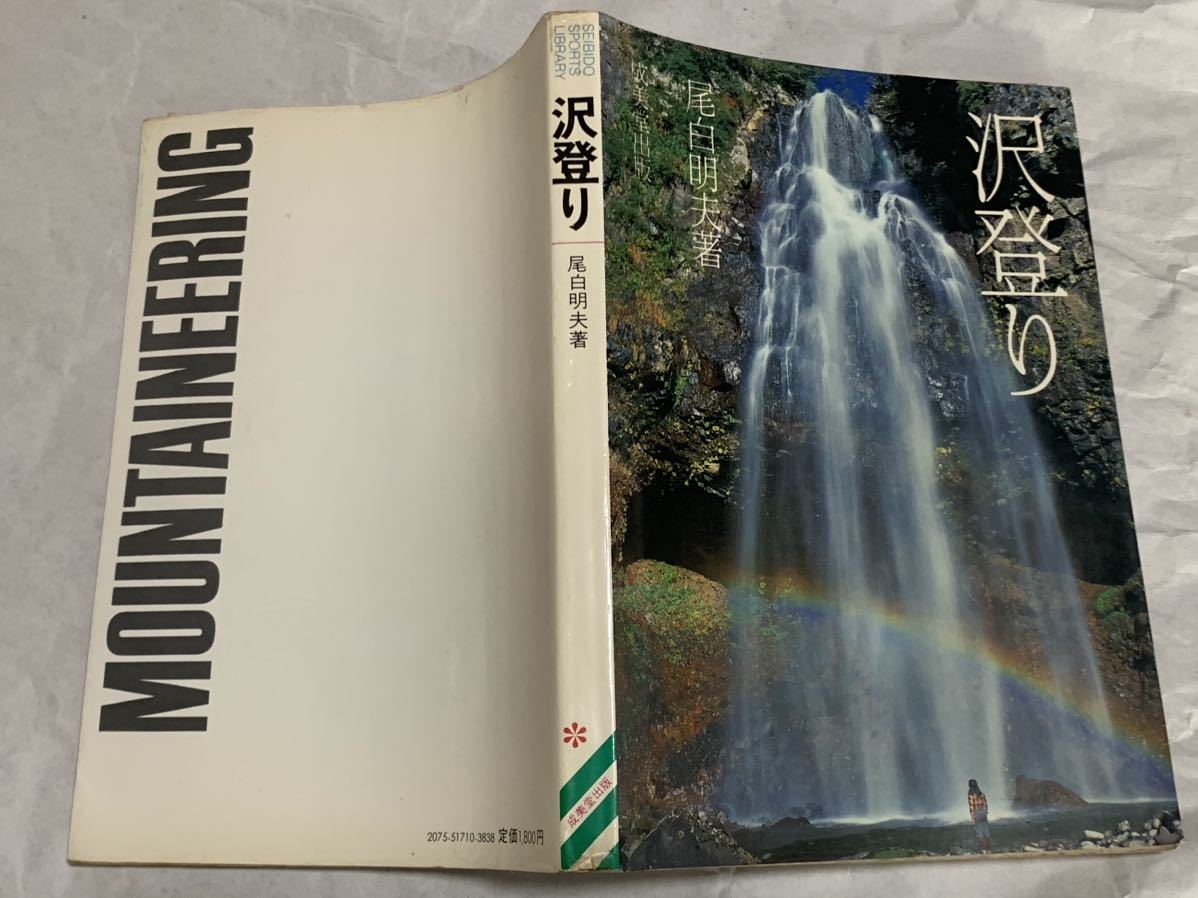 MOUNTAINEERING
2075-51710-3838 定価1,800円
SEIBIDO
SPORTS
LIBRARY
沢登り
尾白明夫著
成美堂出版
沢登り
尾白明夫著
成美堂出版